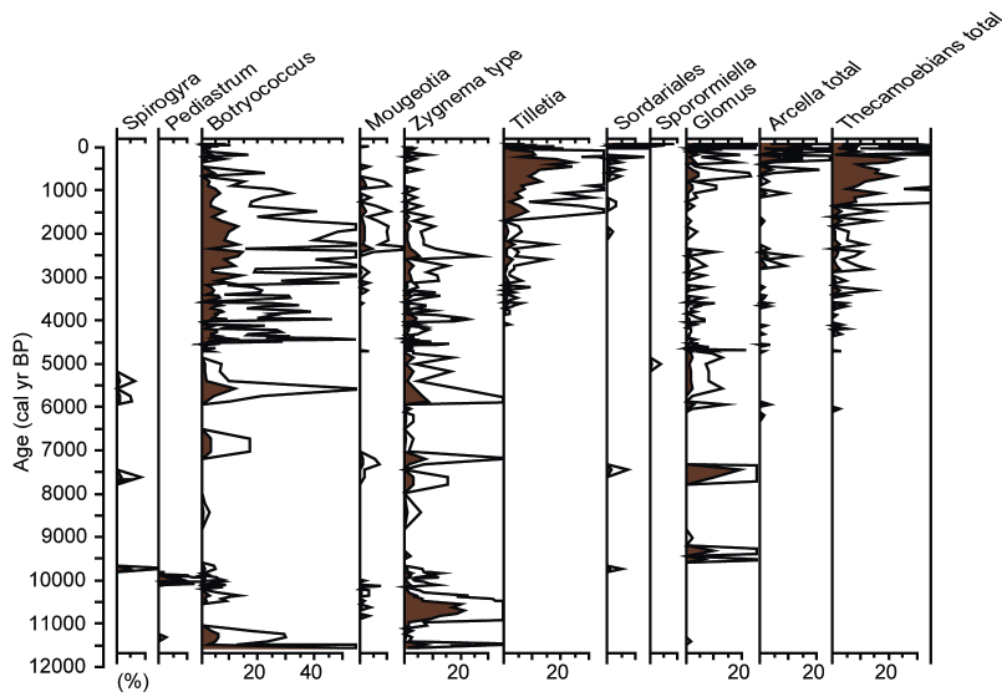 Spirogyra
Pediastrum
Botryococcus
Mougeotia
Zygnema type
Tilletia
Sordariales
Sporormiella
Glomus
Arcella total
Thecamoebians total
Age (cal yr BP)
0
1000
2000
3000
4000
5000
6000
7000
8000
9000
10000
11000
12000
(%)
20 40 20 20 20 20 20